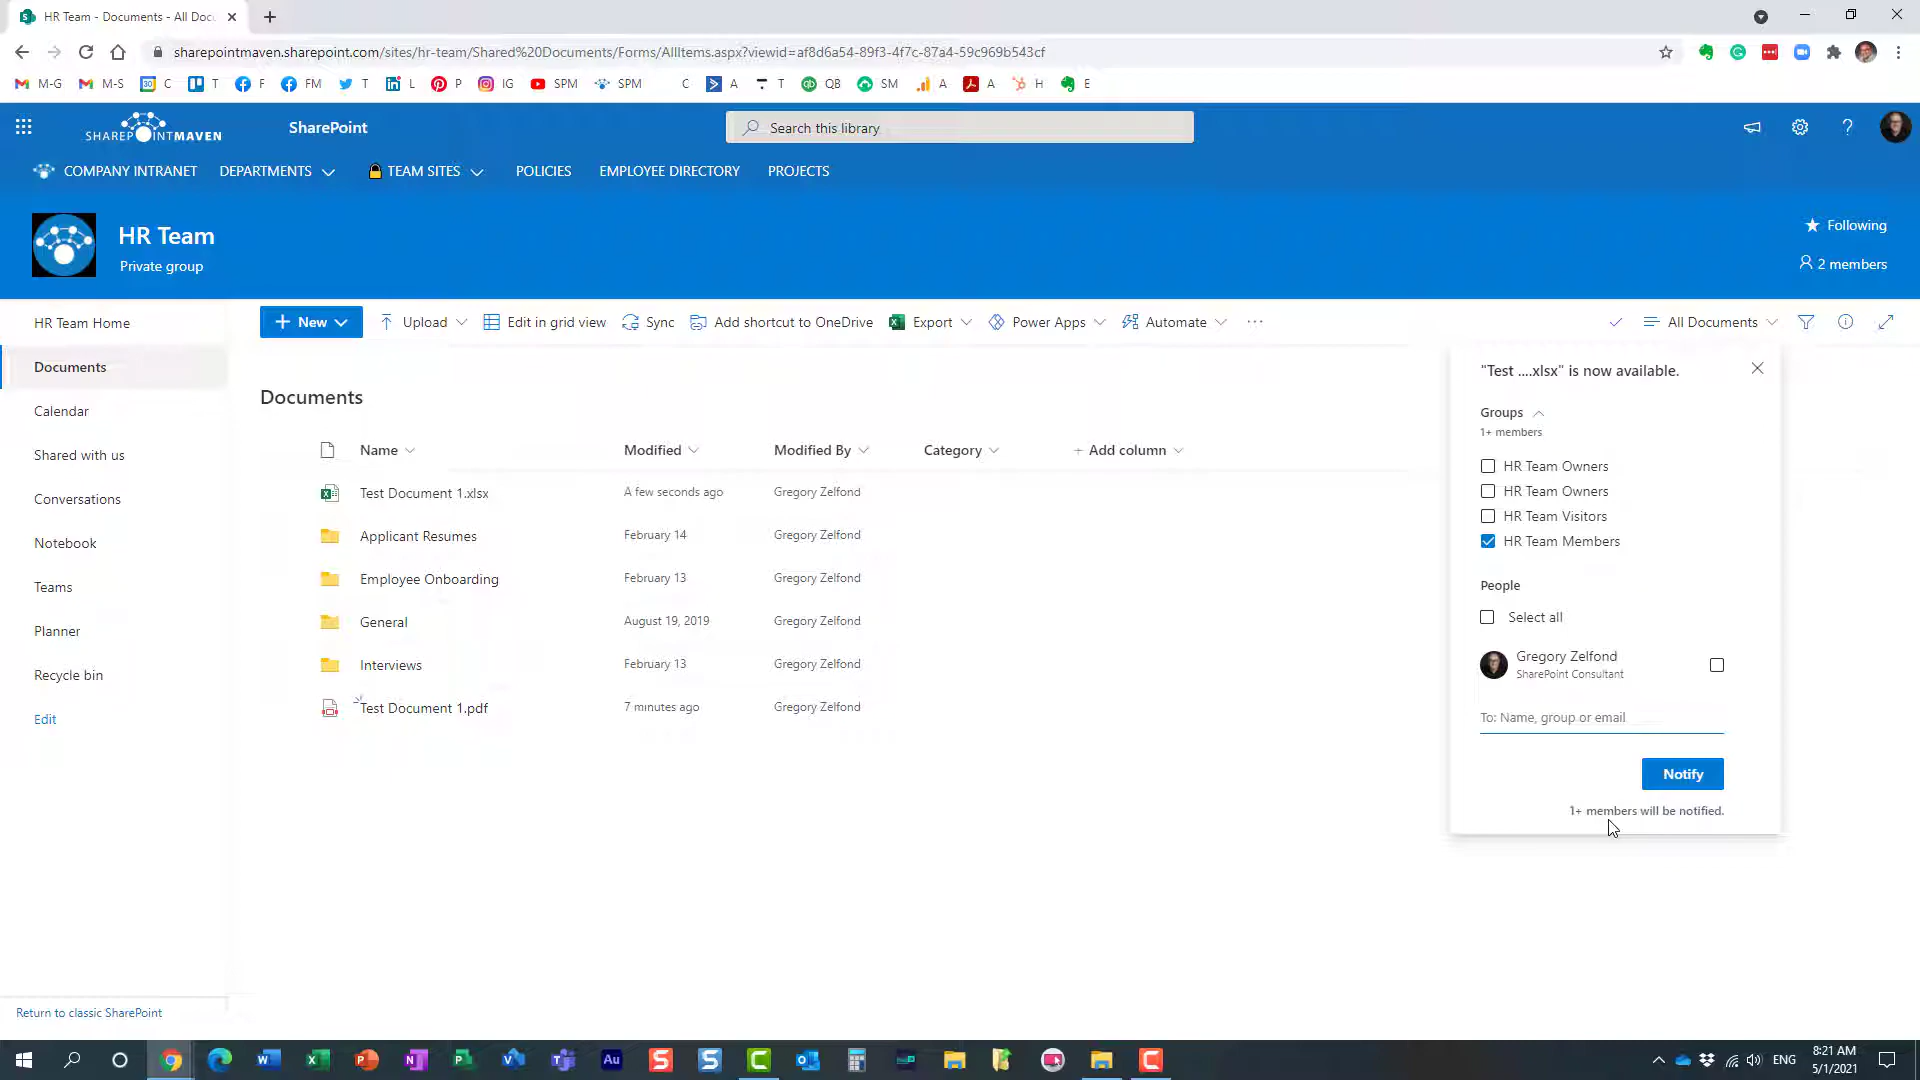 HR Team - Documents - All Doc
sharepointmaven.sharepoint.com/sites/hr-team/Shared%20Documents/Forms/AllItems.aspx?viewid=af8d6a54-89f3-4f7c-87a4-59c969b543cf
M-G M-S C T F FM T L P IG SPM SPM C A T QB SM A A H E
SHAREPOINTMAVEN SharePoint Search this library
COMPANY INTRANET DEPARTMENTS TEAM SITES POLICIES EMPLOYEE DIRECTORY PROJECTS
HR Team
Private group
Following
2 members
HR Team Home
Documents
Calendar
Shared with us
Conversations
Notebook
Teams
Planner
Recycle bin
Edit
Return to classic SharePoint
New Upload Edit in grid view Sync Add shortcut to OneDrive Export Power Apps Automate ... All Documents
Documents
Name Modified Modified By Category + Add column
Test Document 1.xlsx A few seconds ago Gregory Zelfond
Applicant Resumes February 14 Gregory Zelfond
Employee Onboarding February 13 Gregory Zelfond
General August 19, 2019 Gregory Zelfond
Interviews February 13 Gregory Zelfond
Test Document 1.pdf 7 minutes ago Gregory Zelfond
"Test ....xlsx" is now available.
Groups
1+ members
HR Team Owners
HR Team Owners
HR Team Visitors
HR Team Members
People
Select all
Gregory Zelfond
SharePoint Consultant
To: Name, group or email
Notify
1+ members will be notified.
ENG
8:21 AM
5/1/2021